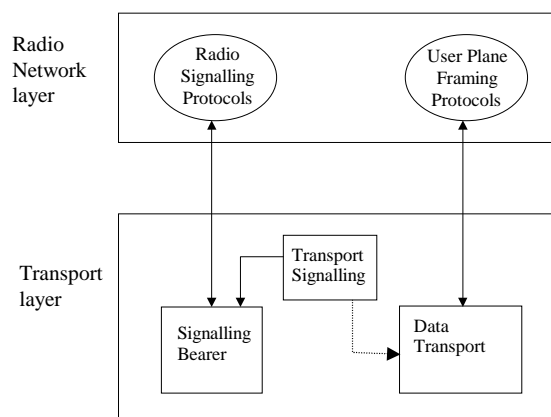 Radio
Network
layer
Radio
Signalling
Protocols
User Plane
Framing
Protocols
Transport
layer
Transport
Signalling
Signalling
Bearer
Data
Transport